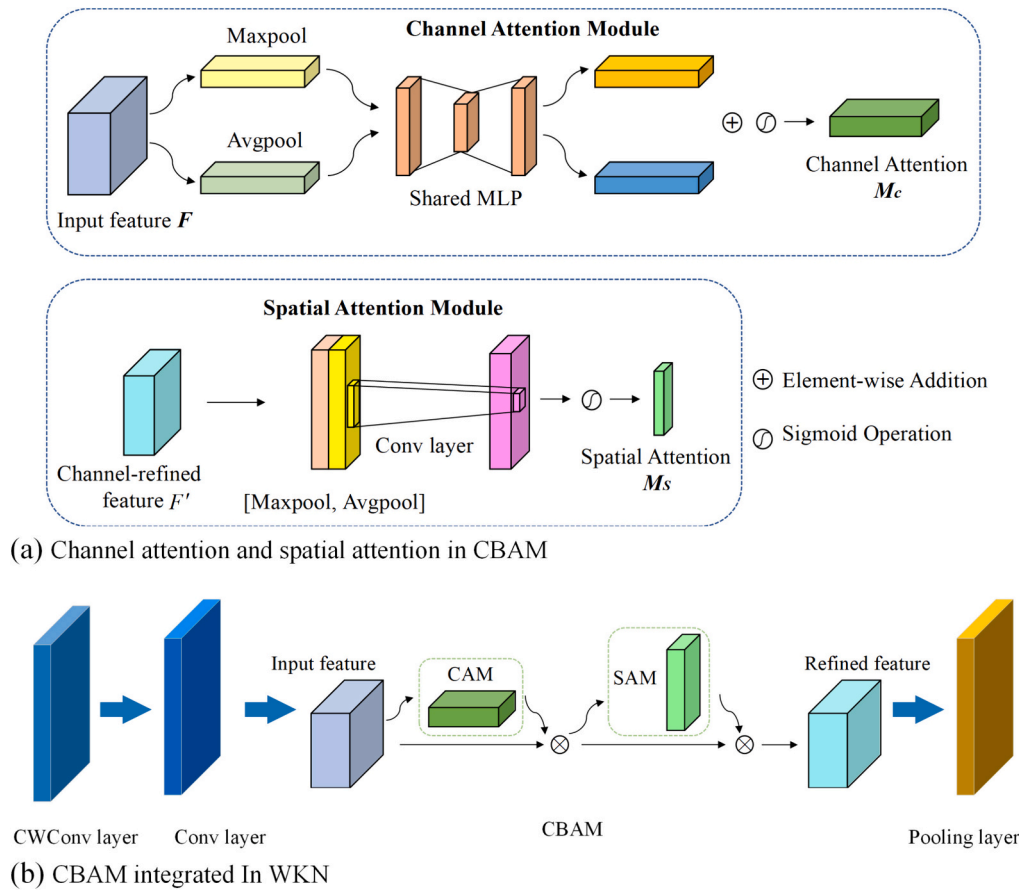 Channel Attention Module
Maxpool
Avgpool
Shared MLP
Input feature F
Channel Attention
Mc
Spatial Attention Module
Channel-refined
feature F'
[Maxpool, Avgpool]
Conv layer
Spatial Attention
Ms
Element-wise Addition
Sigmoid Operation
(a) Channel attention and spatial attention in CBAM
Input feature
CAM
SAM
Refined feature
CWConv layer
Conv layer
CBAM
Pooling layer
(b) CBAM integrated In WKN